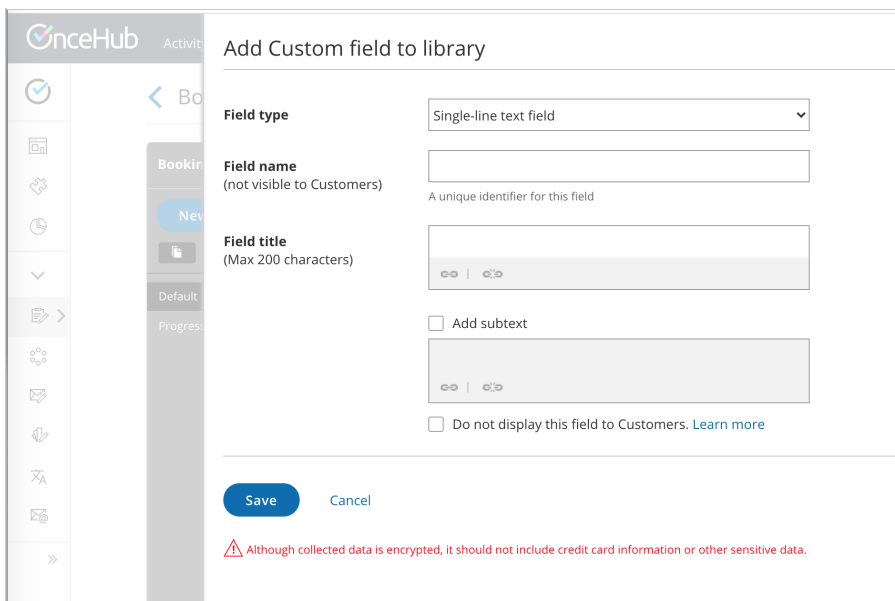 OnceHub
Activit
Add Custom field to library
Bo
Field type
Single-line text field
Bookin
Field name
(not visible to Customers)
A unique identifier for this field
New
Field title
(Max 200 characters)
Default
Progres
Add subtext
Do not display this field to Customers. Learn more
Save
Cancel
Although collected data is encrypted, it should not include credit card information or other sensitive data.